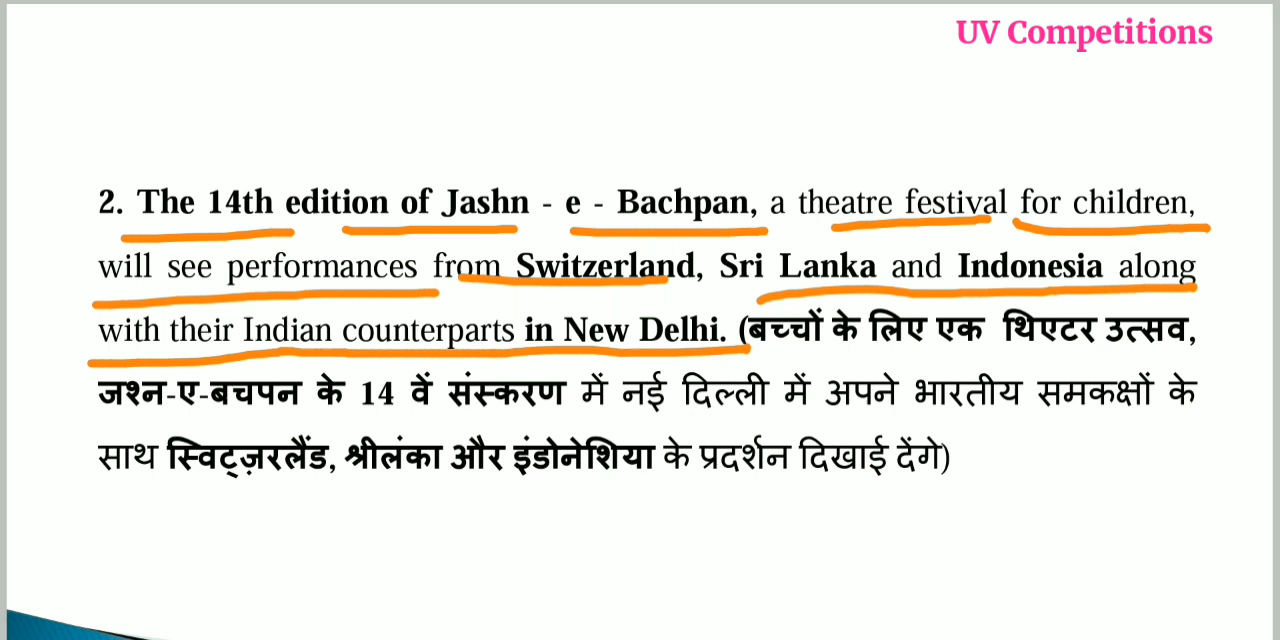 UV Competitions
2. The 14th edition of Jashn - e - Bachpan, a theatre festival for children,
will see performances from Switzerland, Sri Lanka and Indonesia along
with their Indian counterparts in New Delhi. (बच्चों के लिए एक थिएटर उत्सव,
जश्न-ए-बचपन के 14 वें संस्करण में नई दिल्ली में अपने भारतीय समकक्षों के
साथ स्विट्ज़रलैंड, श्रीलंका और इंडोनेशिया के प्रदर्शन दिखाई देंगे)